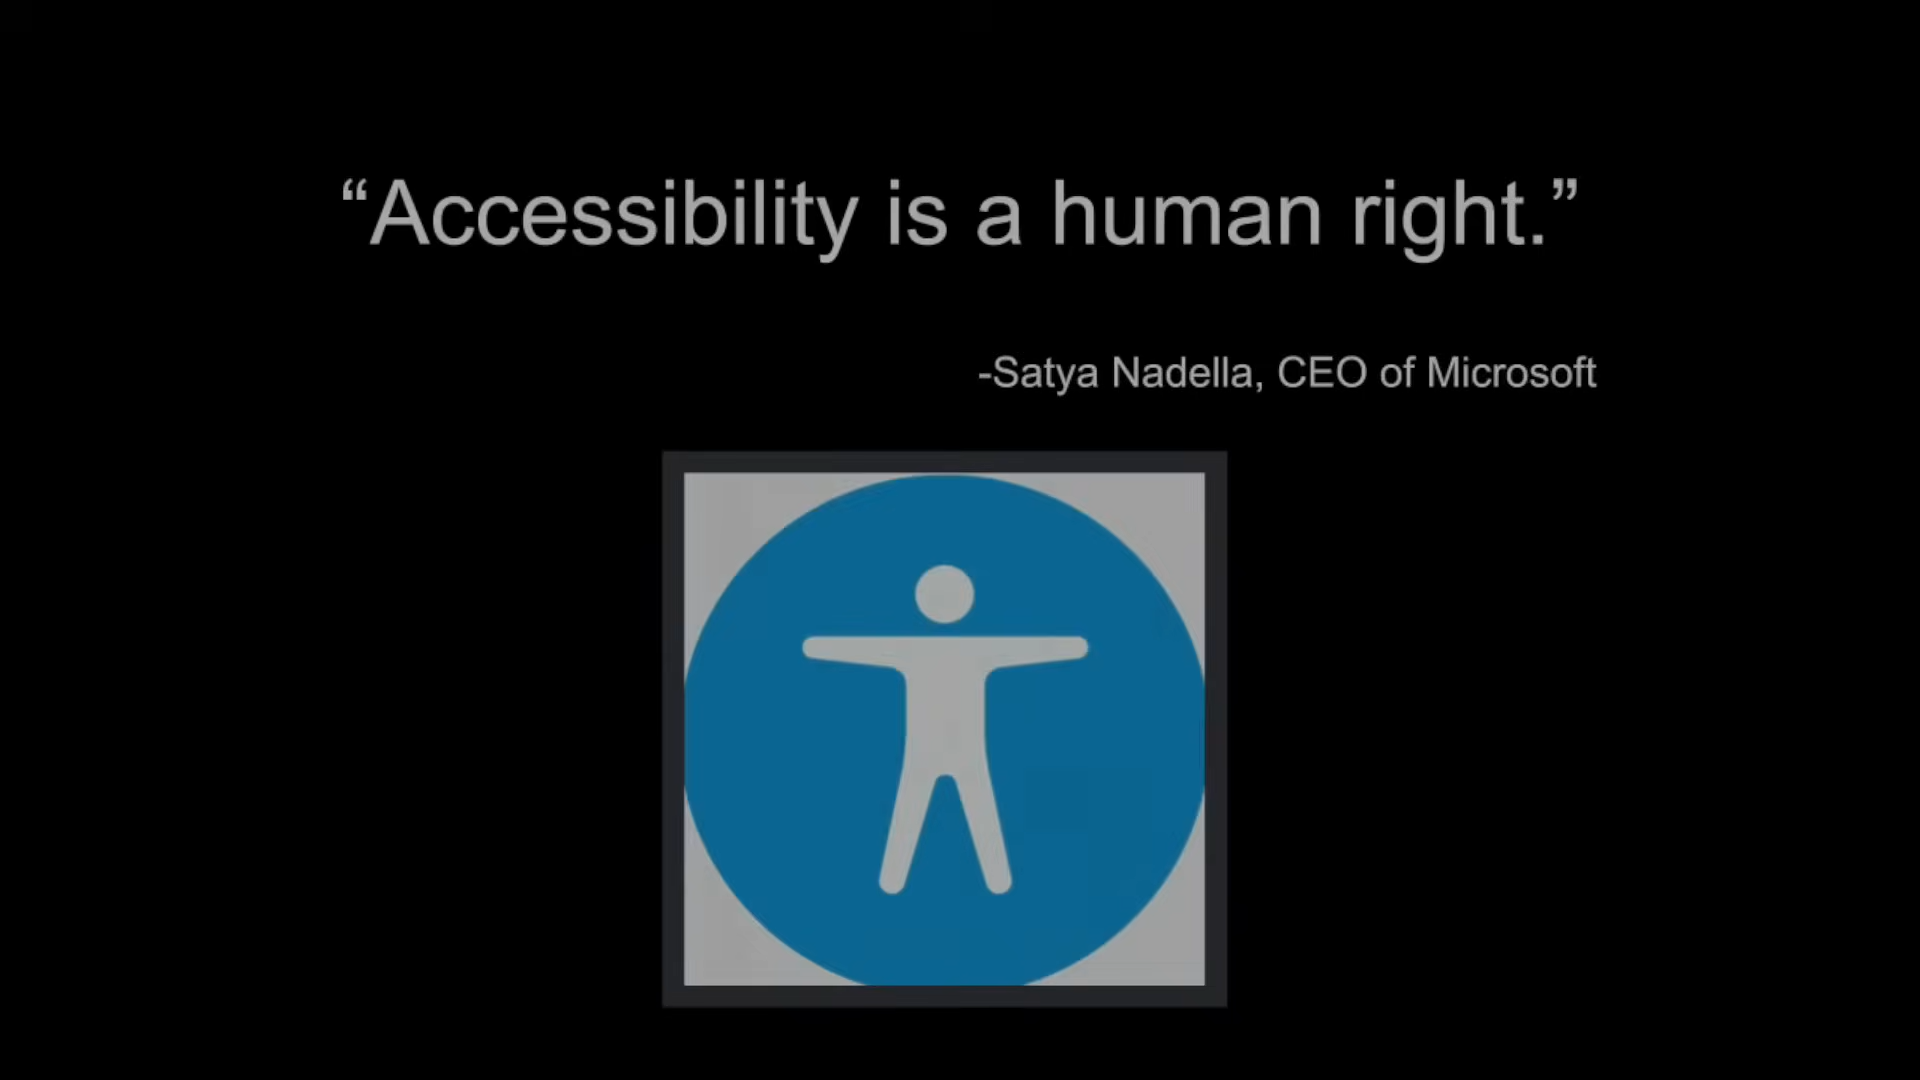 “Accessibility is a human right.”
-Satya Nadella, CEO of Microsoft